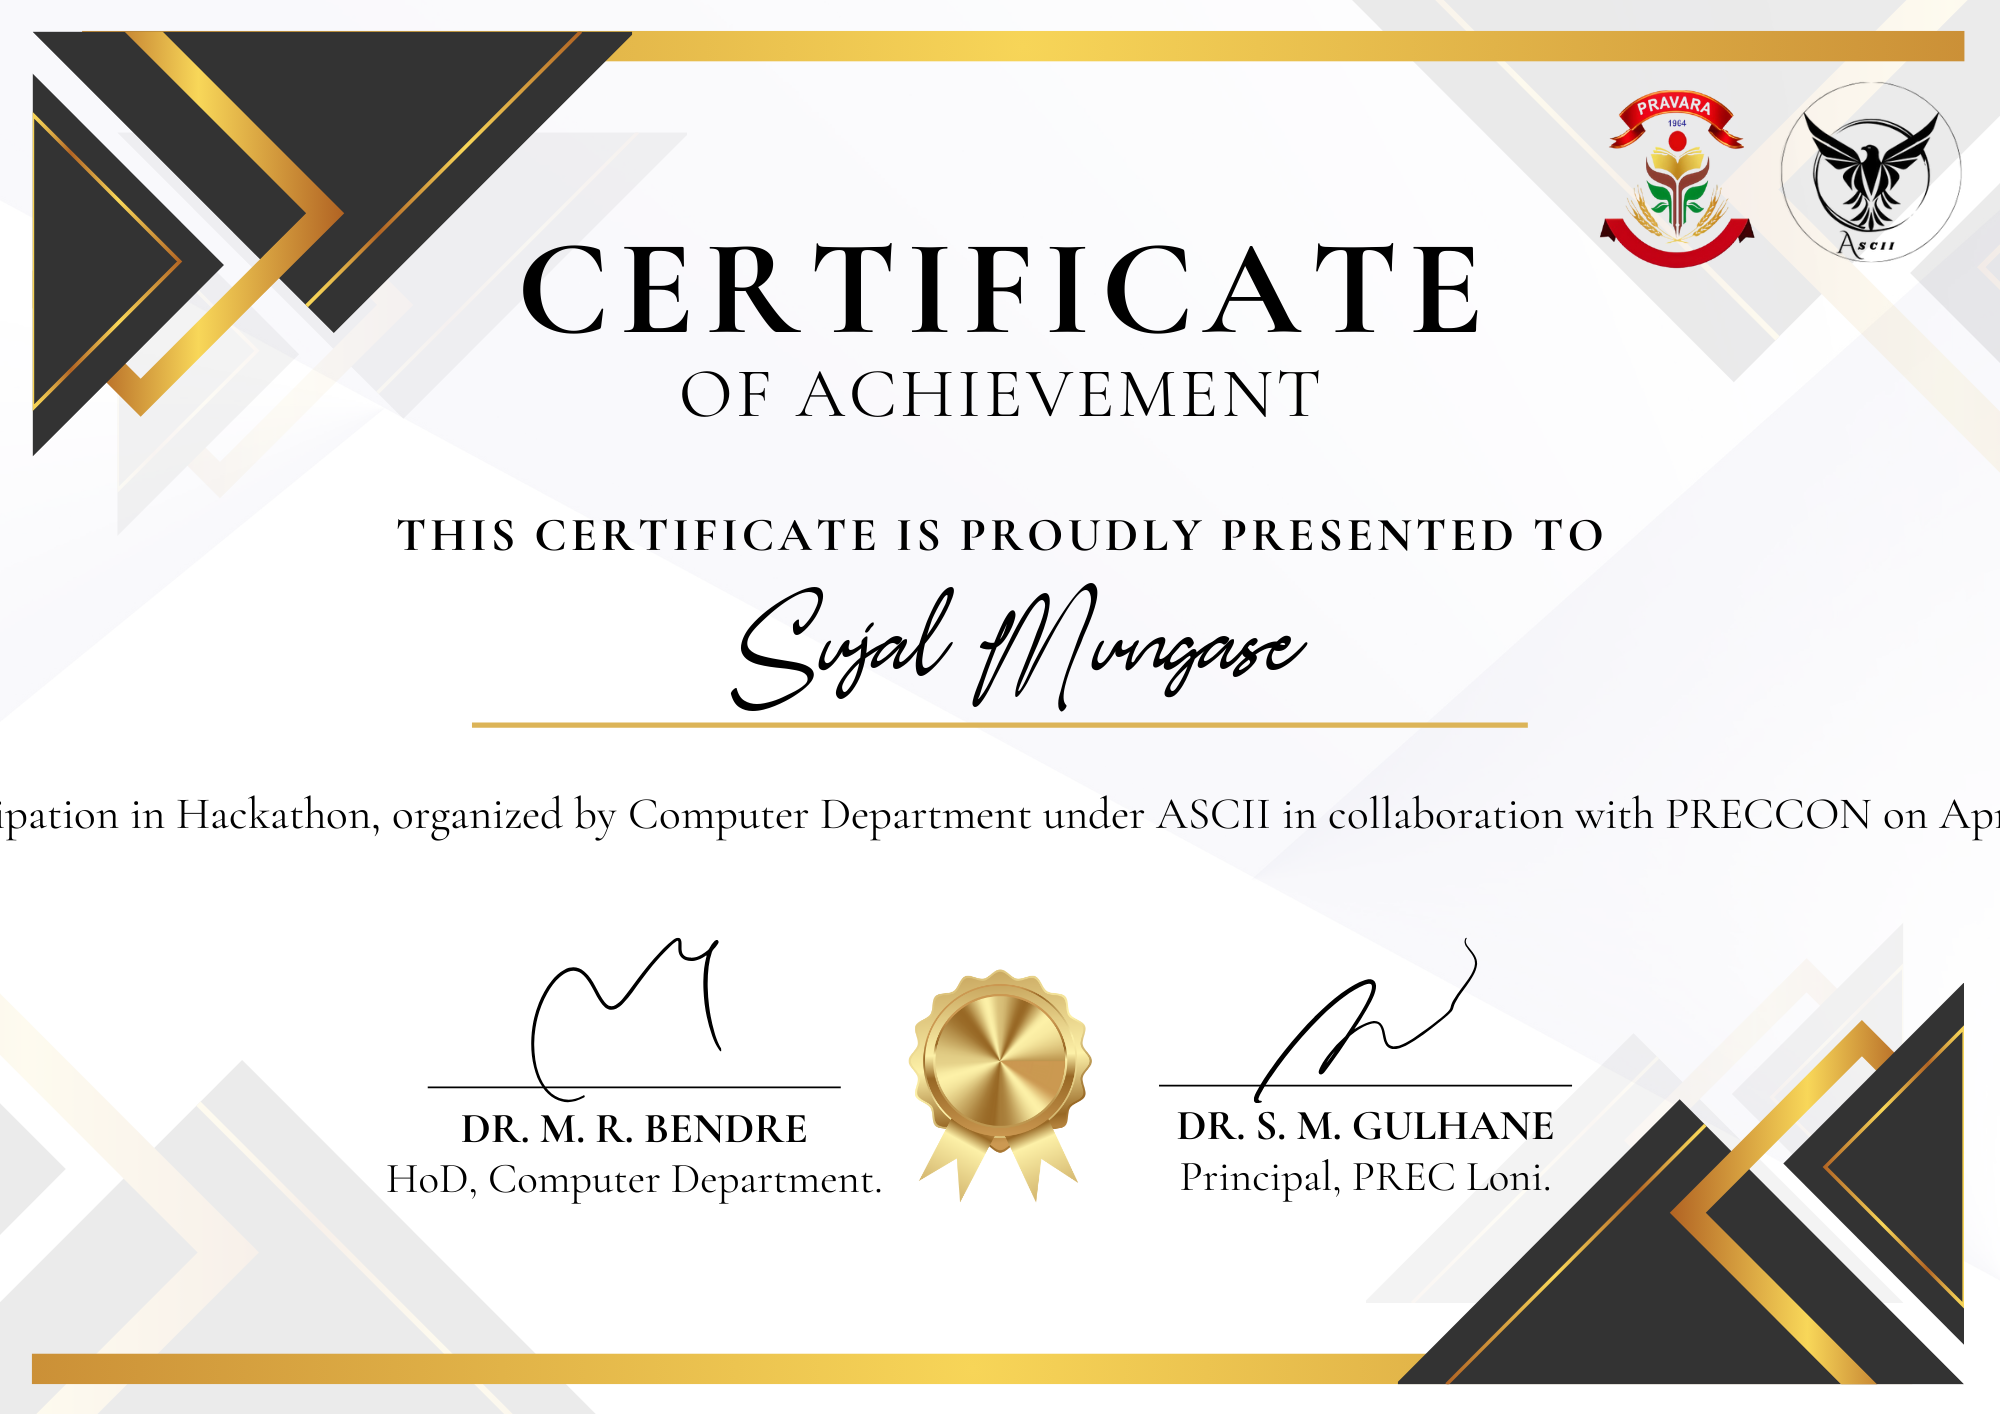 PRAVARA
1964
ASCII
CERTIFICATE
OF ACHIEVEMENT
THIS CERTIFICATE IS PROUDLY PRESENTED TO
Sujal Mungase
ipation in Hackathon, organized by Computer Department under ASCII in collaboration with PRECCON on Ap
DR. M. R. BENDRE
HoD, Computer Department.
DR. S. M. GULHANE
Principal, PREC Loni.